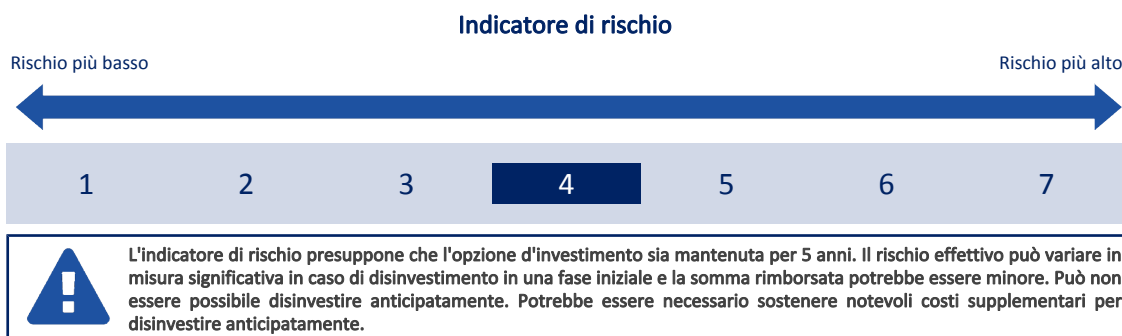 Indicatore di rischio
Rischio più basso
Rischio più alto
1 2 3 4 5 6 7
L'indicatore di rischio presuppone che l'opzione d'investimento sia mantenuta per 5 anni. Il rischio effettivo può variare in
misura significativa in caso di disinvestimento in una fase iniziale e la somma rimborsata potrebbe essere minore. Può non
essere possibile disinvestire anticipatamente. Potrebbe essere necessario sostenere notevoli costi supplementari per
disinvestire anticipatamente.